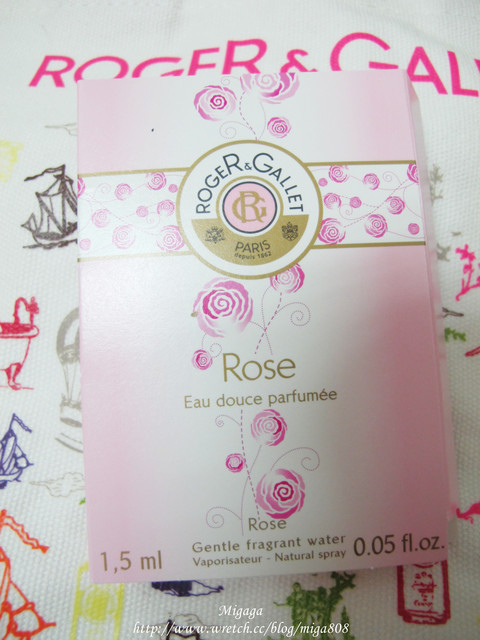 ROGER & GALLE
ROGER & GALLET
RG
PARIS
depuis 1862
Rose
Eau douce parfumée
Rose
Gentle fragrant water
Vaporisateur - Natural spray
1,5 ml
0.05 fl.oz.
Migaga
http://www.wretch.cc/blog/miga808